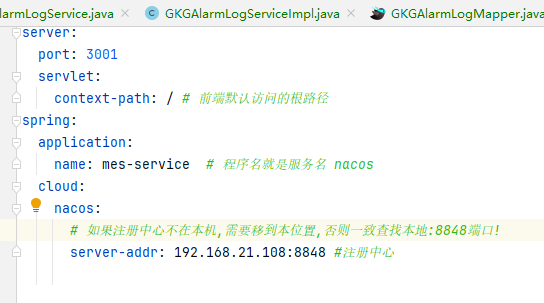 larmLogService.java × GKGAlarmLogServiceImpl.java × GKGAlarmLogMapper.java
server:
port: 3001
servlet:
context-path: / # 前端默认访问的根路径
spring:
application:
name: mes-service # 程序名就是服务名 nacos
cloud:
nacos:
# 如果注册中心不在本机,需要移到本位置,否则一致查找本地:8848端口!
server-addr: 192.168.21.108:8848 #注册中心